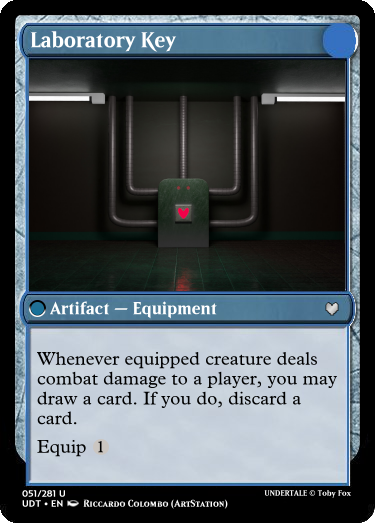 Laboratory Key
Artifact — Equipment
Whenever equipped creature deals
combat damage to a player, you may
draw a card. If you do, discard a
card.
Equip 1
051/281 U
UNDERTALE © Toby Fox
UDT • EN Riccardo Colombo (ArtStation)